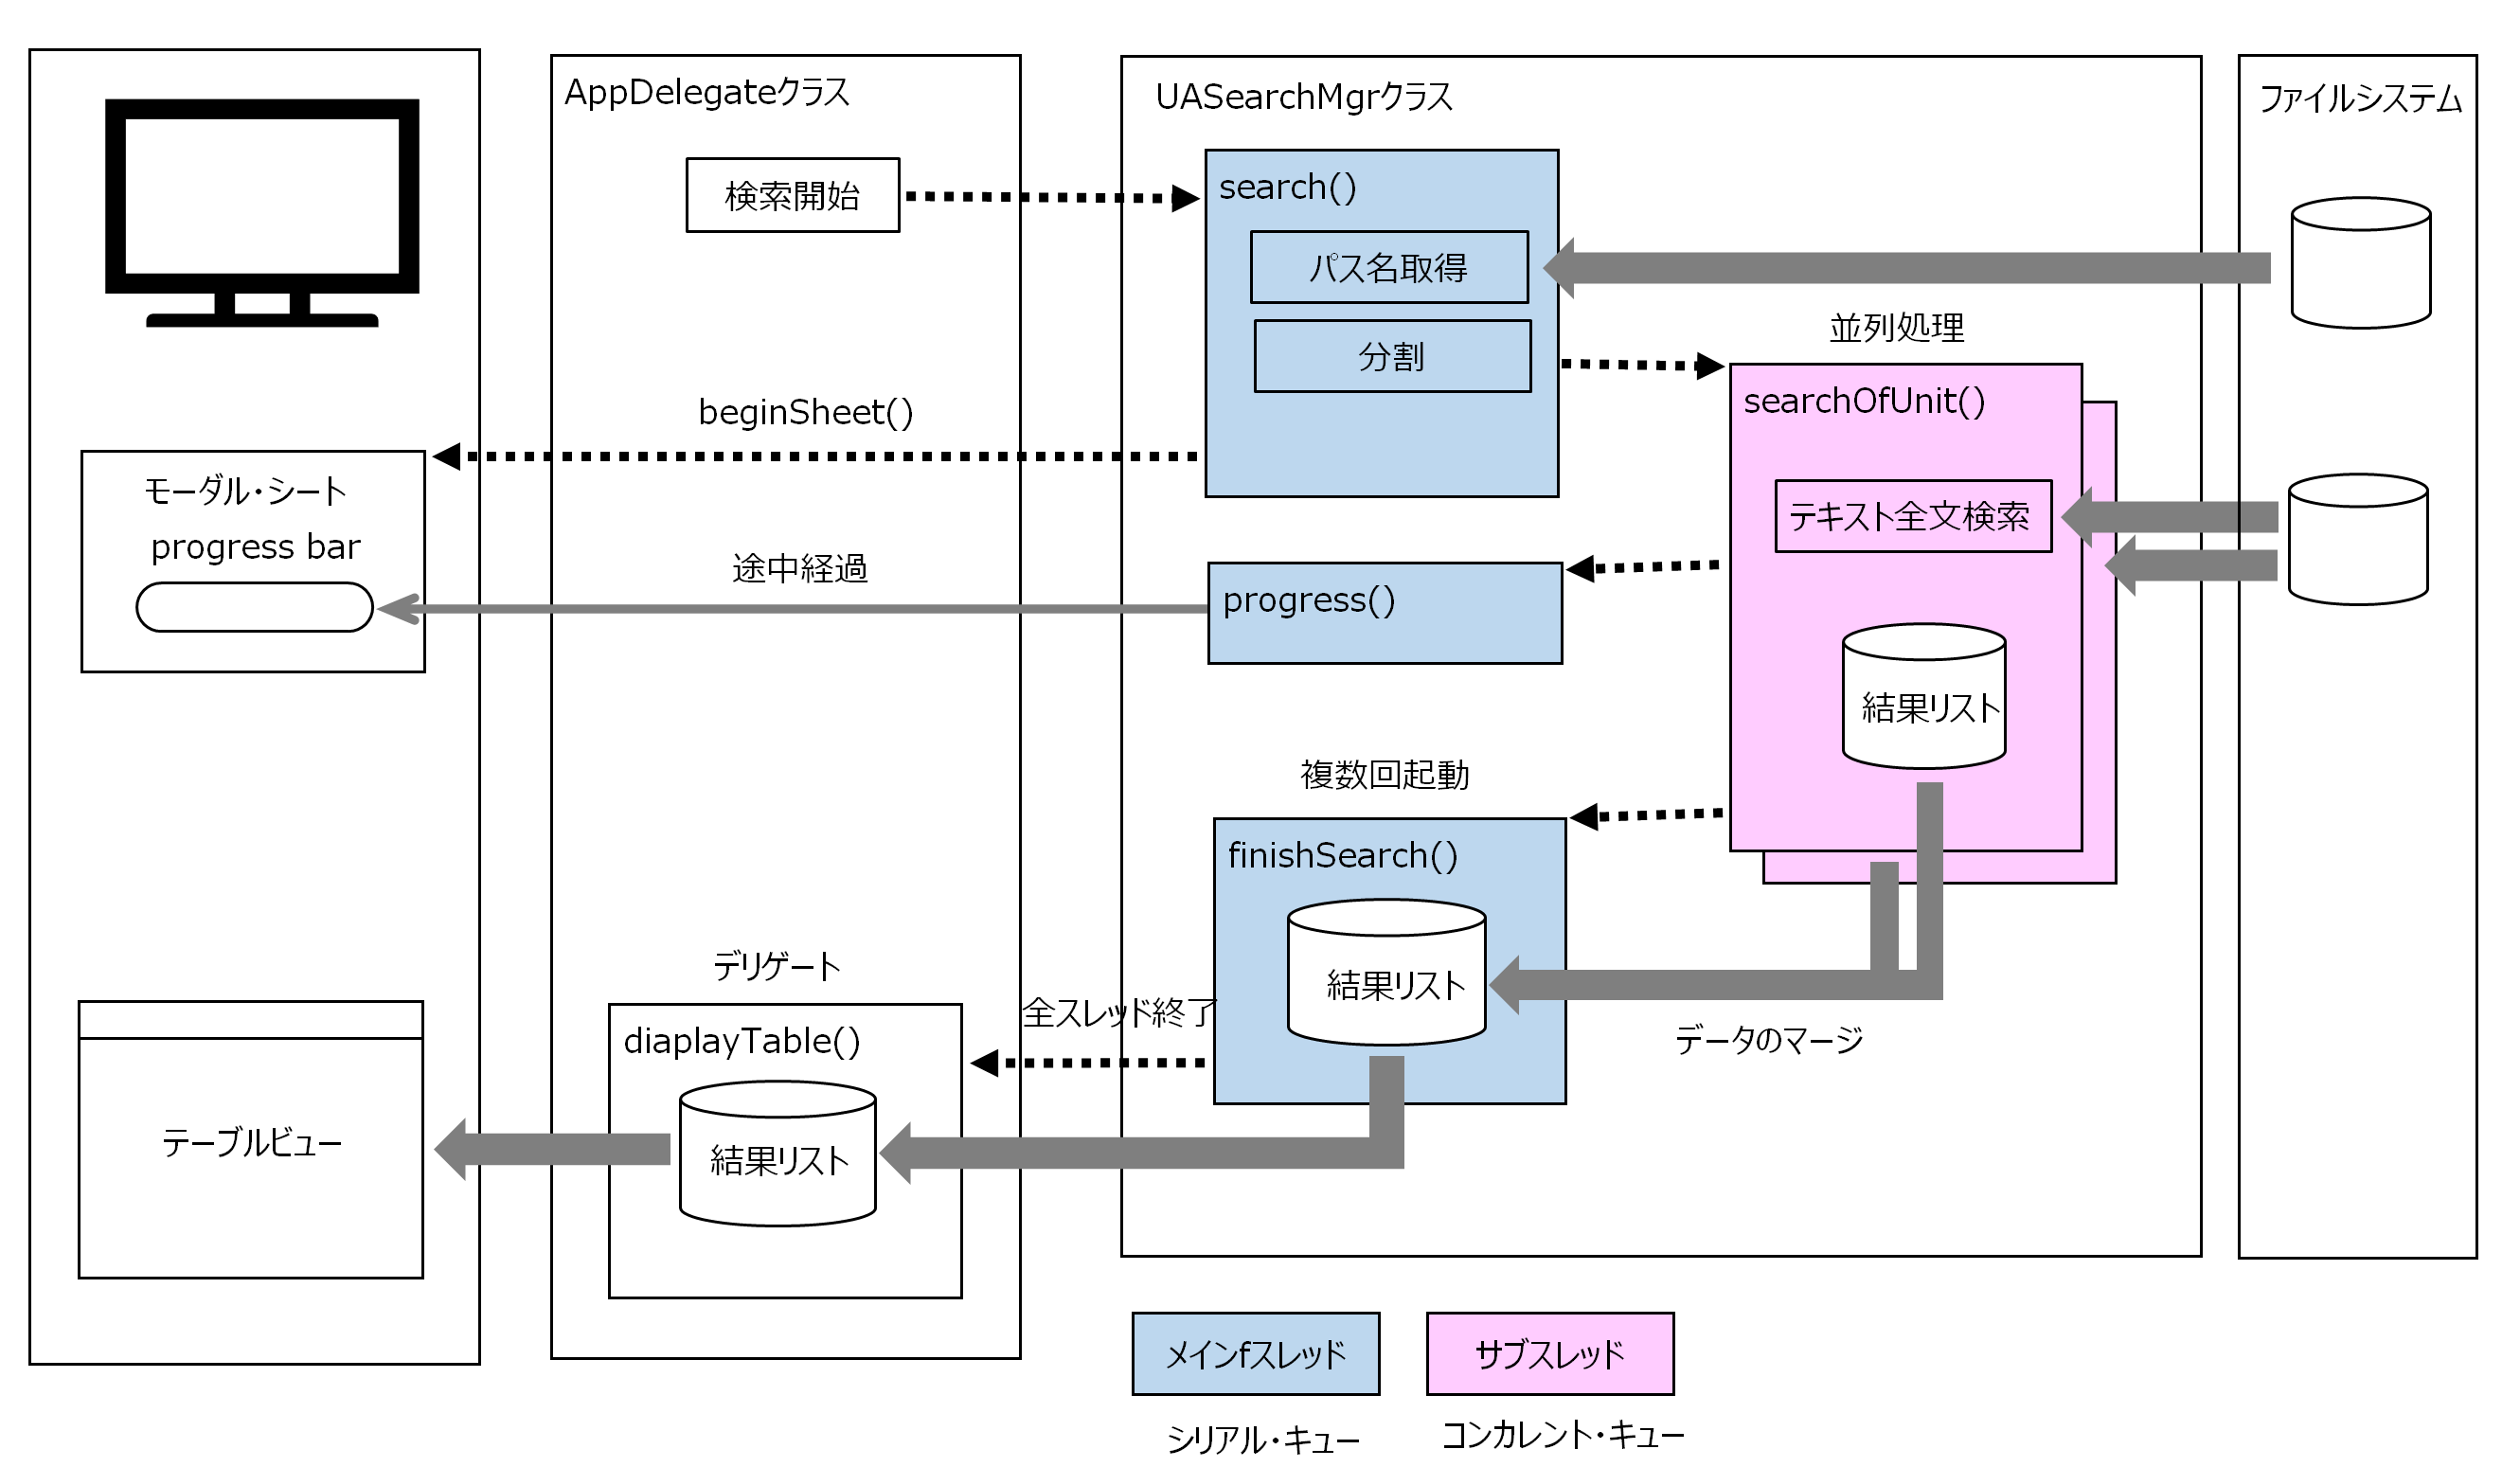 AppDelegateクラス
UASearchMgrクラス
ファイルシステム
検索開始
search()
パス名取得
分割
並列処理
searchOfUnit()
beginSheet()
モーダル・シート
progress bar
テキスト全文検索
途中経過
progress()
結果リスト
複数回起動
finishSearch()
結果リスト
デリゲート
全スレッド終了
diaplayTable()
データのマージ
テーブルビュー
結果リスト
メインfスレッド
サブスレッド
シリアル・キュー
コンカレント・キュー